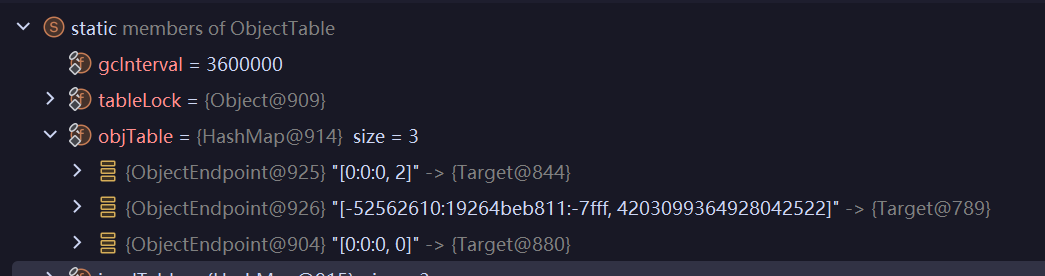 S static members of ObjectTable
f gcInterval = 3600000
f tableLock = {Object@909}
f objTable = {HashMap@914} size = 3
{ObjectEndpoint@925} "[0:0:0, 2]" -> {Target@844}
{ObjectEndpoint@926} "[-52562610:19264beb811:-7fff, 4203099364928042522]" -> {Target@789}
{ObjectEndpoint@904} "[0:0:0, 0]" -> {Target@880}